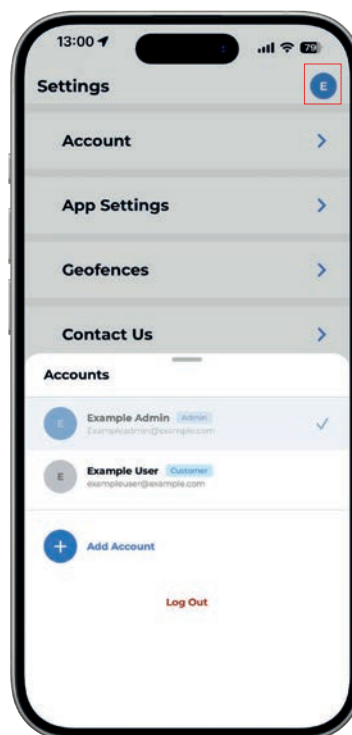 13:00
79
Settings
E
Account
App Settings
Geofences
Contact Us
Accounts
E
Example Admin Admin
Exampleadmin@example.com
E
Example User Customer
exampleuser@example.com
Add Account
Log Out